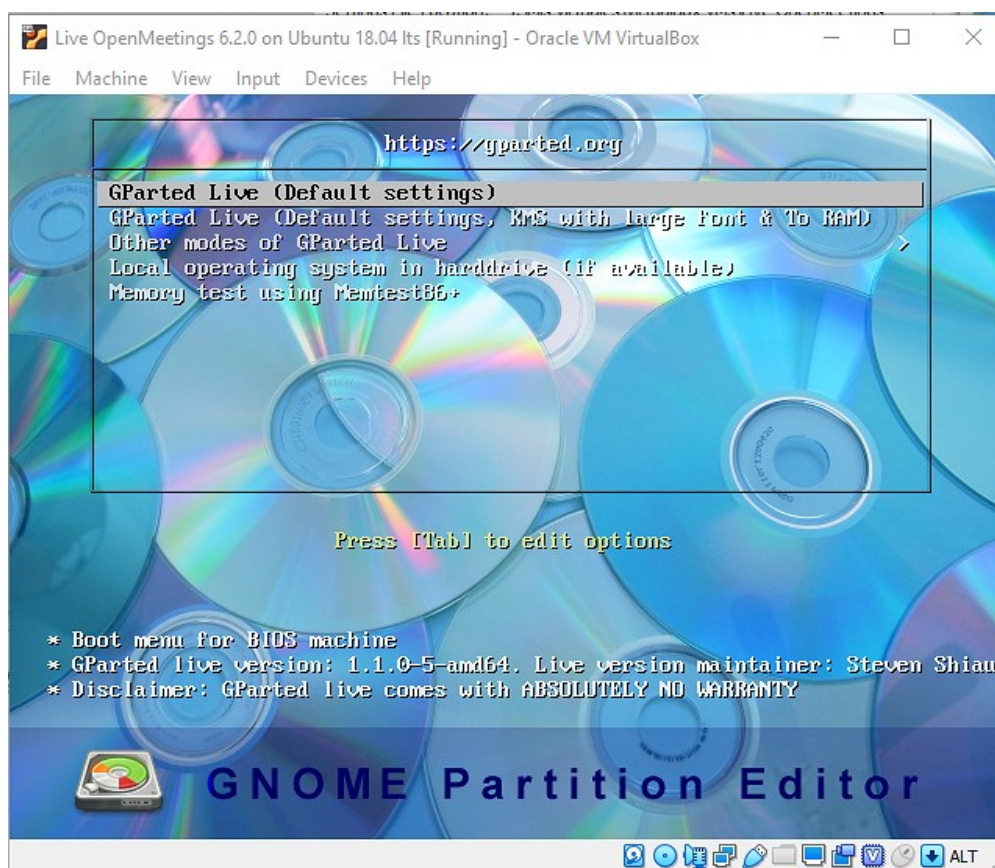 Live OpenMeetings 6.2.0 on Ubuntu 18.04 lts [Running] - Oracle VM VirtualBox
File Machine View Input Devices Help
https://gparted.org
GParted Live (Default settings)
GParted Live (Default settings, KMS with large font & To RAM)
Other modes of GParted Live >
Local operating system in harddrive (if available)
Memory test using Memtest86+
Press [Tab] to edit options
* Boot menu for BIOS machine
* GParted live version: 1.1.0-5-amd64. Live version maintainer: Steven Shiau
* Disclaimer: GParted live comes with ABSOLUTELY NO WARRANTY
GNOME Partition Editor
ALT